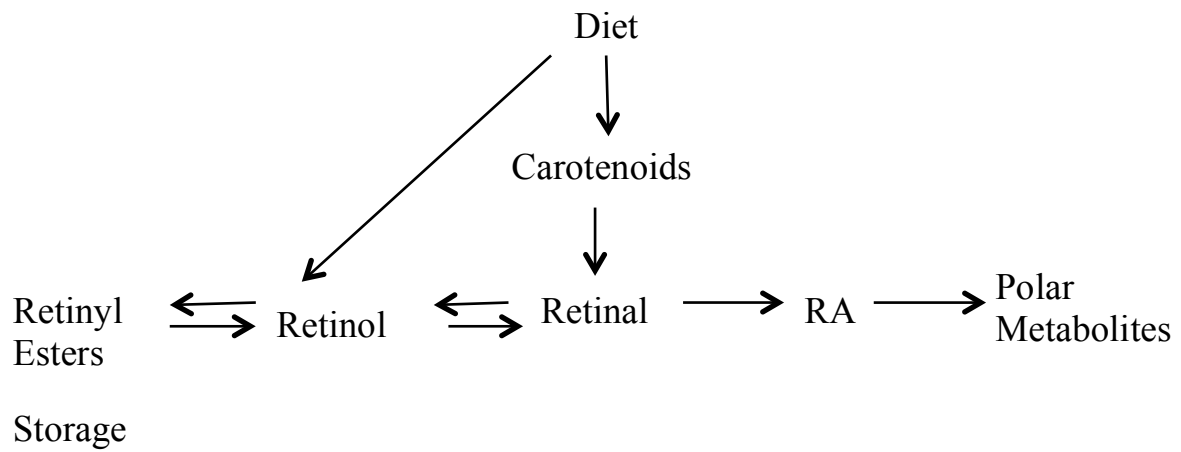 Diet
Carotenoids
Retinyl
Esters
Retinol
Retinal
RA
Polar
Metabolites
Storage